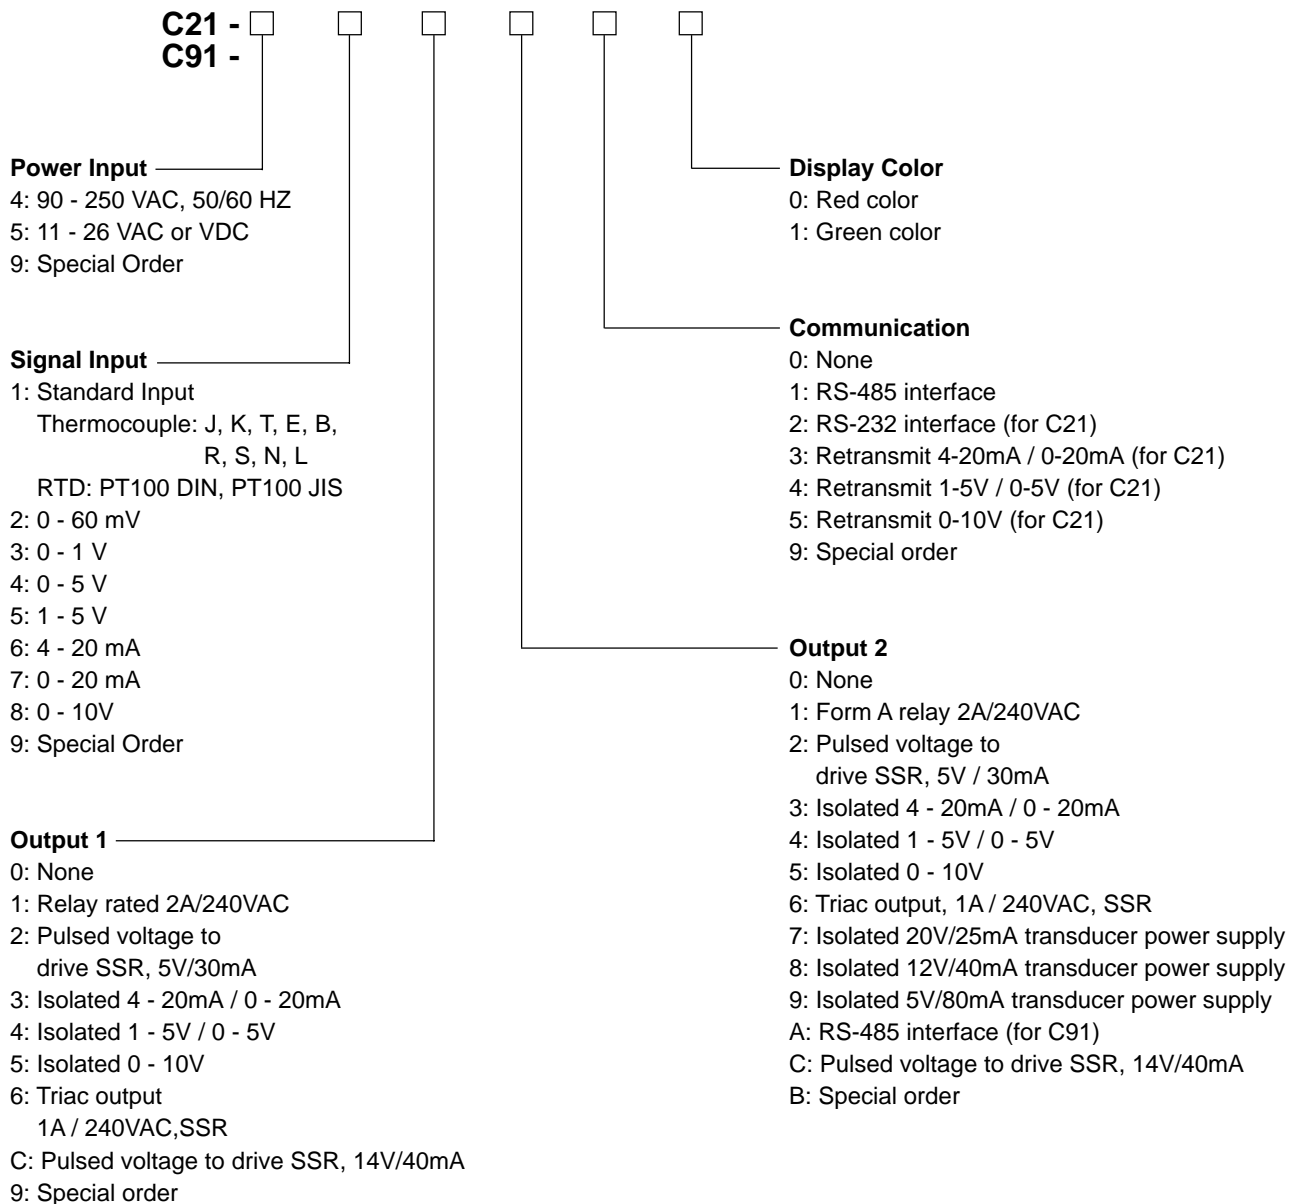 C21 -
C91 -
Power Input
4: 90 - 250 VAC, 50/60 HZ
5: 11 - 26 VAC or VDC
9: Special Order
Signal Input
1: Standard Input
Thermocouple: J, K, T, E, B,
R, S, N, L
RTD: PT100 DIN, PT100 JIS
2: 0 - 60 mV
3: 0 - 1 V
4: 0 - 5 V
5: 1 - 5 V
6: 4 - 20 mA
7: 0 - 20 mA
8: 0 - 10V
9: Special Order
Output 1
0: None
1: Relay rated 2A/240VAC
2: Pulsed voltage to
drive SSR, 5V/30mA
3: Isolated 4 - 20mA / 0 - 20mA
4: Isolated 1 - 5V / 0 - 5V
5: Isolated 0 - 10V
6: Triac output
1A / 240VAC,SSR
C: Pulsed voltage to drive SSR, 14V/40mA
9: Special order
Display Color
0: Red color
1: Green color
Communication
0: None
1: RS-485 interface
2: RS-232 interface (for C21)
3: Retransmit 4-20mA / 0-20mA (for C21)
4: Retransmit 1-5V / 0-5V (for C21)
5: Retransmit 0-10V (for C21)
9: Special order
Output 2
0: None
1: Form A relay 2A/240VAC
2: Pulsed voltage to
drive SSR, 5V / 30mA
3: Isolated 4 - 20mA / 0 - 20mA
4: Isolated 1 - 5V / 0 - 5V
5: Isolated 0 - 10V
6: Triac output, 1A / 240VAC, SSR
7: Isolated 20V/25mA transducer power supply
8: Isolated 12V/40mA transducer power supply
9: Isolated 5V/80mA transducer power supply
A: RS-485 interface (for C91)
C: Pulsed voltage to drive SSR, 14V/40mA
B: Special order